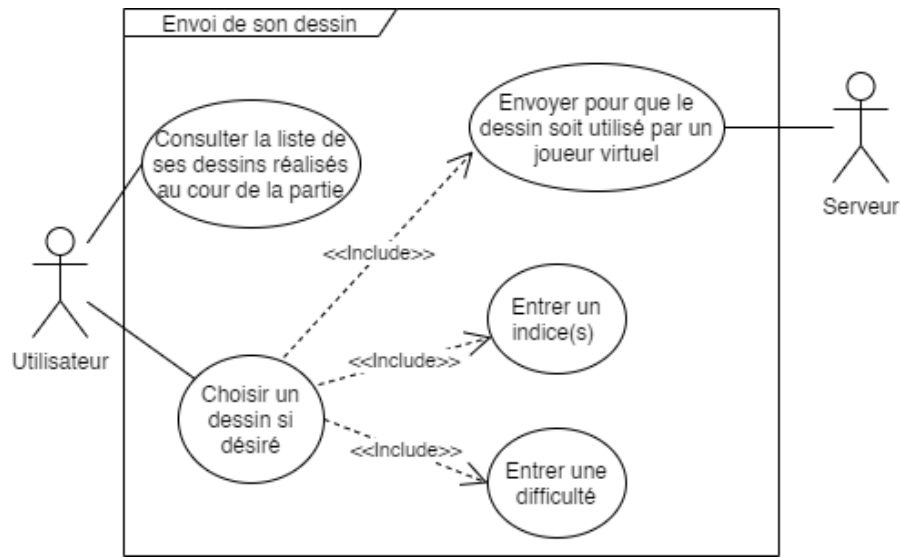 Envoi de son dessin
Envoyer pour que le
dessin soit utilisé par un
joueur virtuel
Consulter la liste de
ses dessins réalisés
au cour de la partie
Serveur
<<Include>>
Entrer un
indice(s)
Utilisateur
<<Include>>
Choisir un
dessin si
désiré
<<Include>>
Entrer une
difficulté